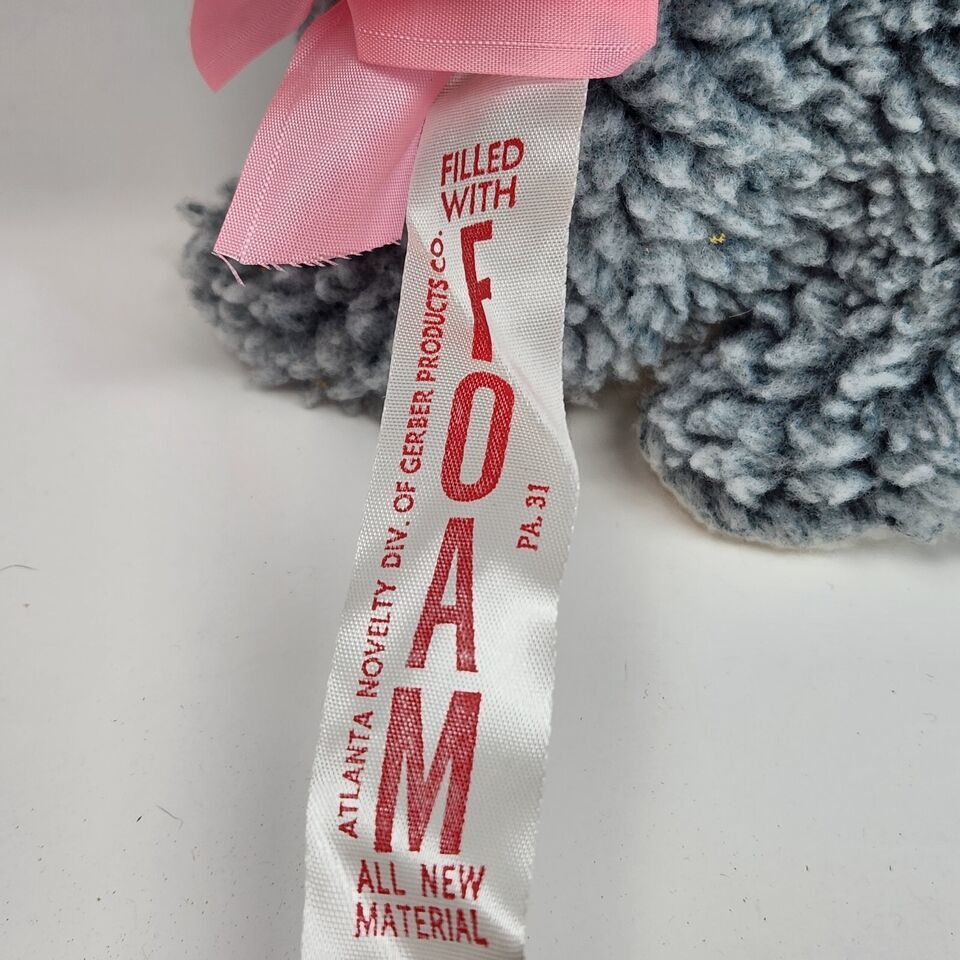 FILLED
WITH
FOAM
ATLANTA NOVELTY DIV. OF GERBER PRODUCTS CO.
PA. 31
ALL NEW
MATERIAL